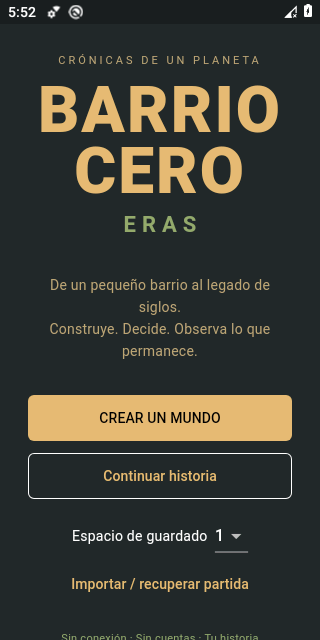 5:52
CRÓNICAS DE UN PLANETA
BARRIO
CERO
ERAS
De un pequeño barrio al legado de
siglos.
Construye. Decide. Observa lo que
permanece.
CREAR UN MUNDO
Continuar historia
Espacio de guardado 1
Importar / recuperar partida
Sin conexión · Sin cuentas · Tu historia